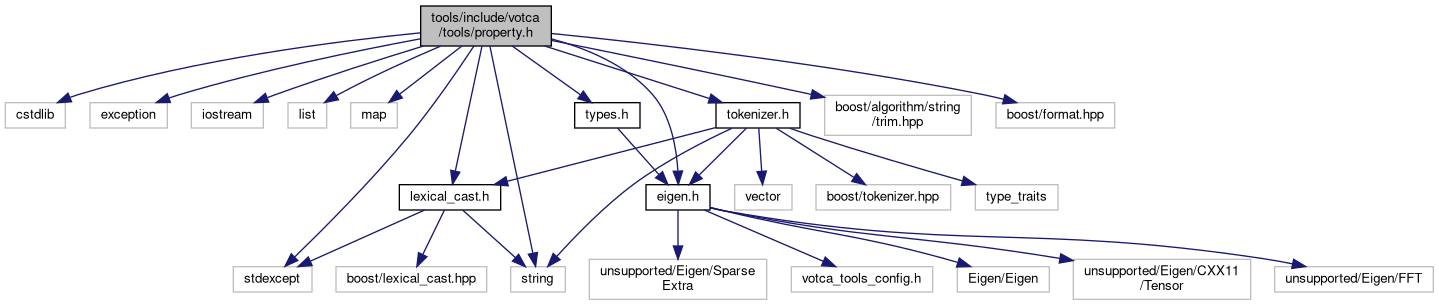 tools/include/votca
/tools/property.h
cstdlib
exception
iostream
list
map
types.h
tokenizer.h
boost/algorithm/string
/trim.hpp
boost/format.hpp
lexical_cast.h
eigen.h
vector
boost/tokenizer.hpp
type_traits
stdexcept
boost/lexical_cast.hpp
string
unsupported/Eigen/Sparse
Extra
votca_tools_config.h
Eigen/Eigen
unsupported/Eigen/CXX11
/Tensor
unsupported/Eigen/FFT